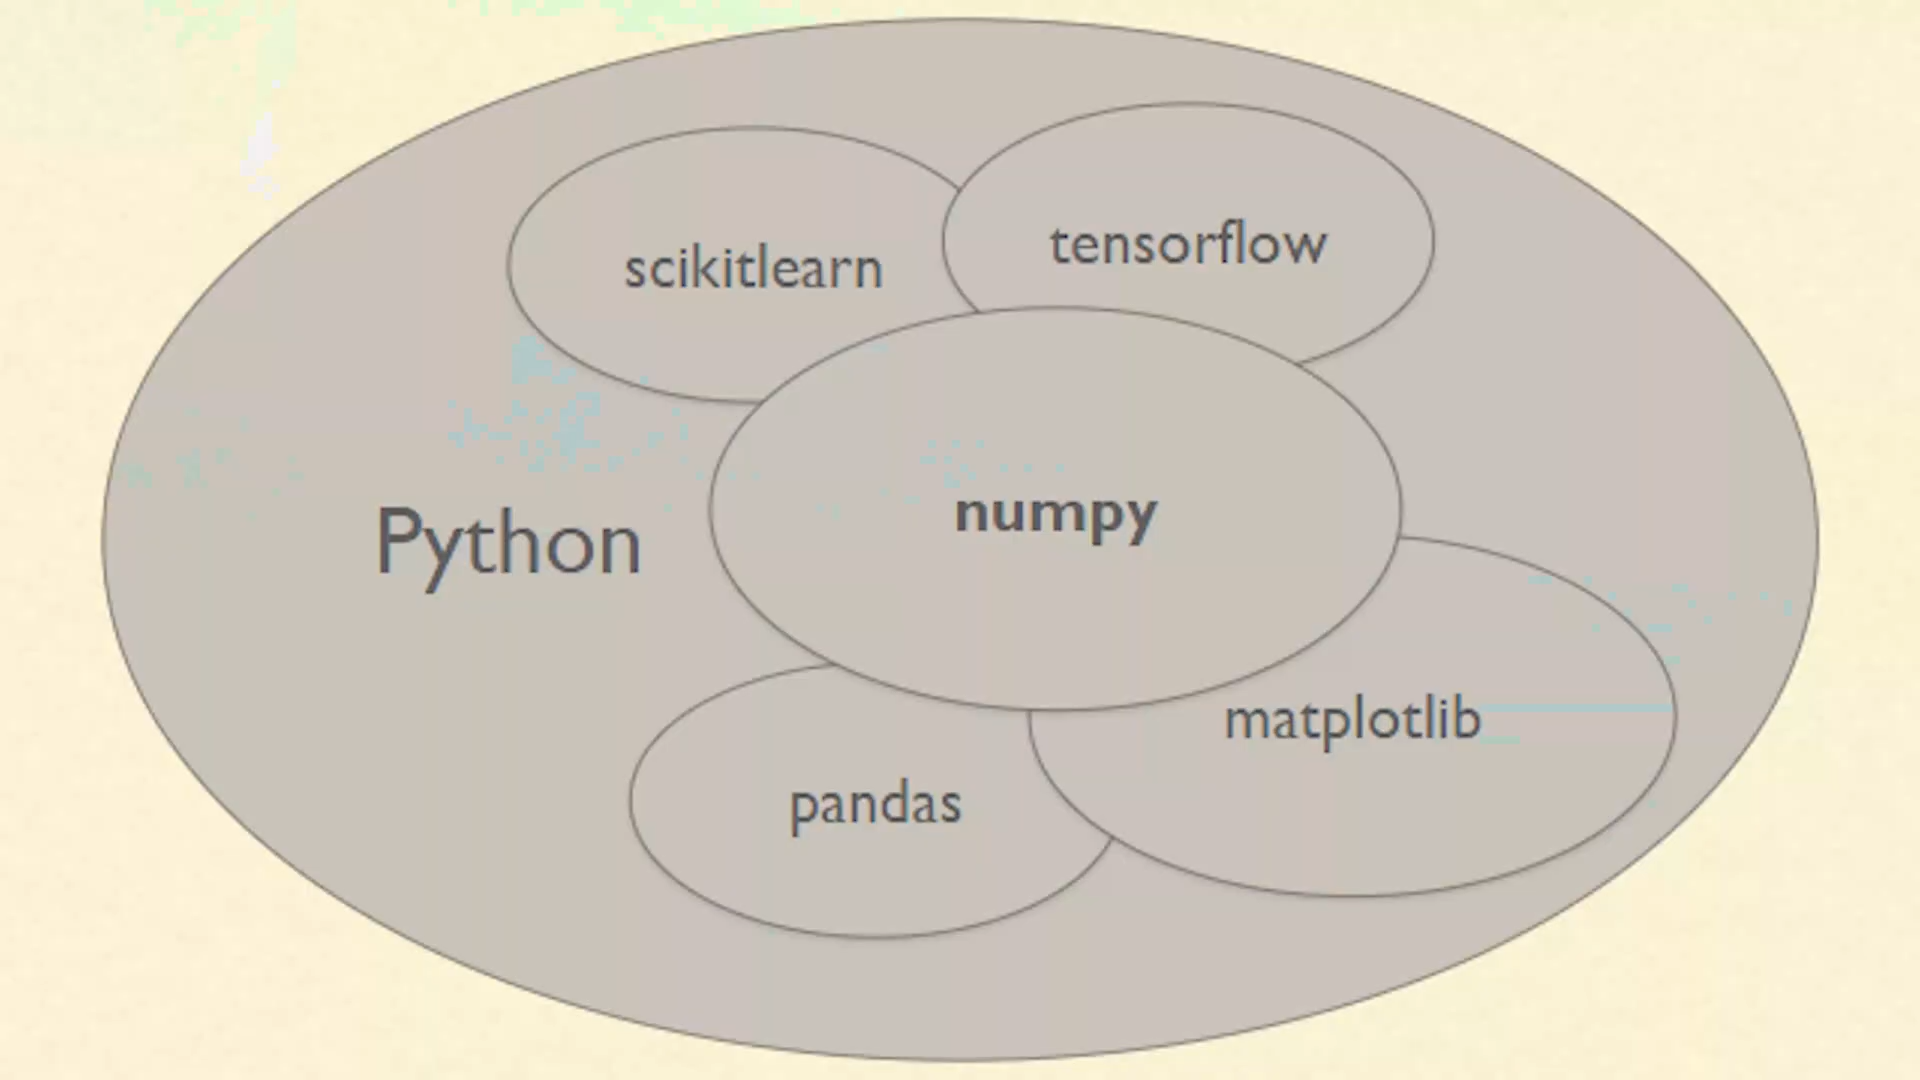 scikitlearn
tensorflow
numpy
Python
matplotlib
pandas